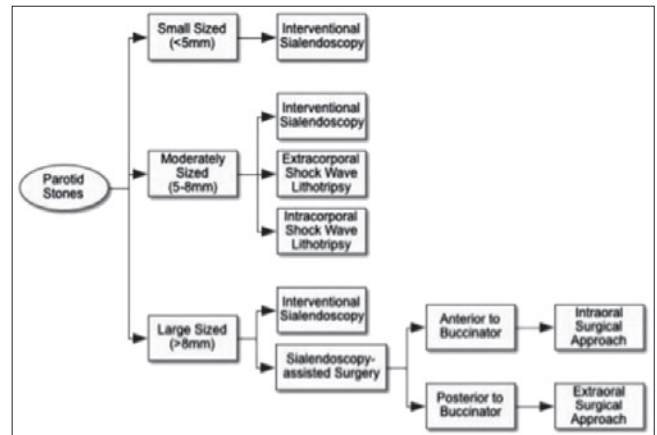 Small Sized
(<5mm)
Interventional
Sialendoscopy
Parotid
Stones
Moderately
Sized
(5-8mm)
Interventional
Sialendoscopy
Extracorporal
Shock Wave
Lithotripsy
Intracorporal
Shock Wave
Lithotripsy
Large Sized
(>8mm)
Interventional
Sialendoscopy
Sialendoscopy-
assisted Surgery
Anterior to
Buccinator
Intraoral
Surgical
Approach
Posterior to
Buccinator
Extraoral
Surgical
Approach